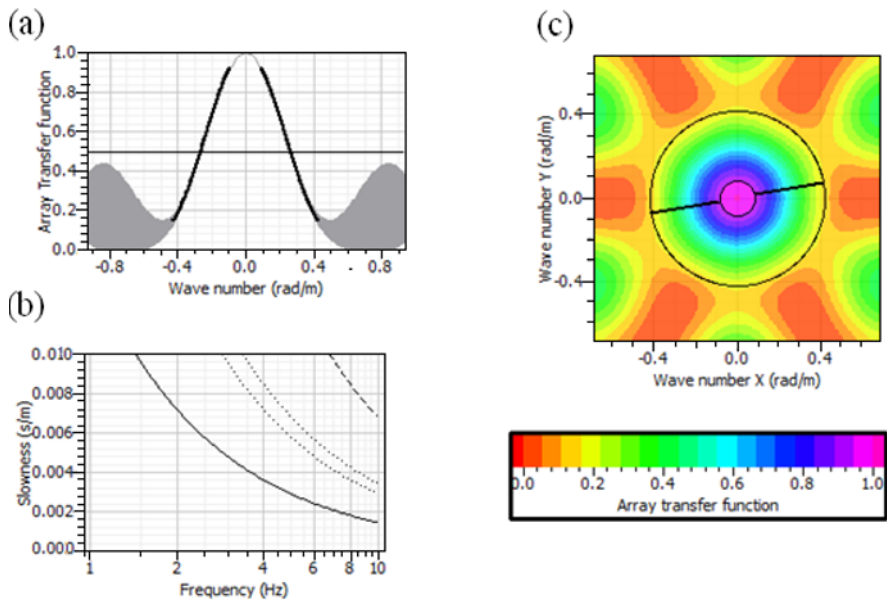 (a)
1.0
0.8
0.6
0.4
0.2
0.0
Array Transfer function
-0.8 -0.4 0.0 0.4 0.8
Wave number (rad/m)
(b)
0.010
0.008
0.006
0.004
0.002
0.000
Slowness (s/m)
1 2 4 6 8 10
Frequency (Hz)
(c)
0.4
0.0
-0.4
Wave number Y (rad/m)
-0.4 0.0 0.4
Wave number X (rad/m)
0.0 0.2 0.4 0.6 0.8 1.0
Array transfer function